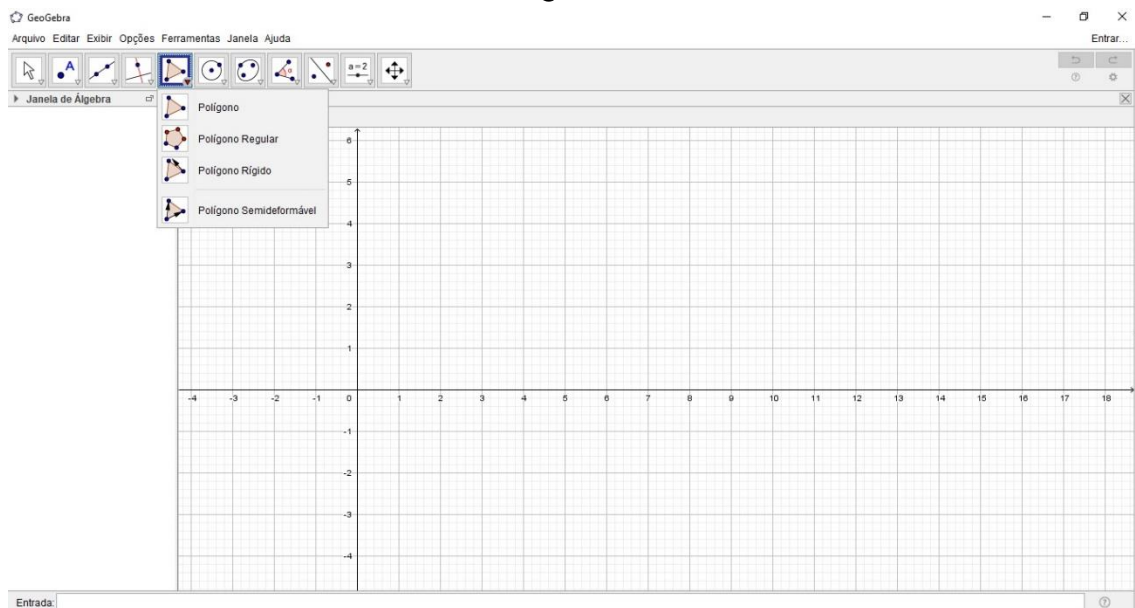 GeoGebra
Arquivo Editar Exibir Opções Ferramentas Janela Ajuda Entrar...
A a=2
Janela de Álgebra
Polígono
Polígono Regular
Polígono Rígido
Polígono Semideformável
6
5
4
3
2
1
-4 -3 -2 -1 0 1 2 3 4 5 6 7 8 9 10 11 12 13 14 15 16 17 18
-1
-2
-3
-4
Entrada: